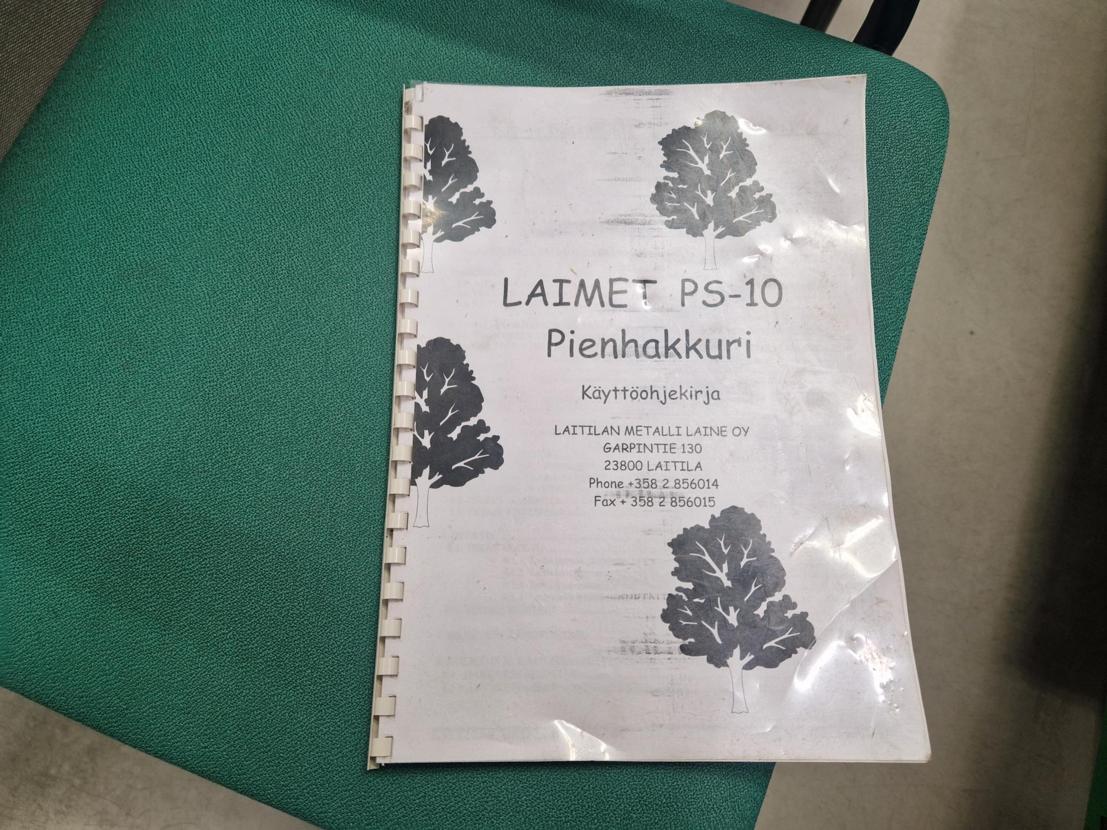 LAIMET PS-10
Pienhakkuri
Käyttöohjekirja
LAITILAN METALLI LAINE OY
GARPINTIE 130
23800 LAITILA
Phone +358 2 856014
Fax + 358 2 856015